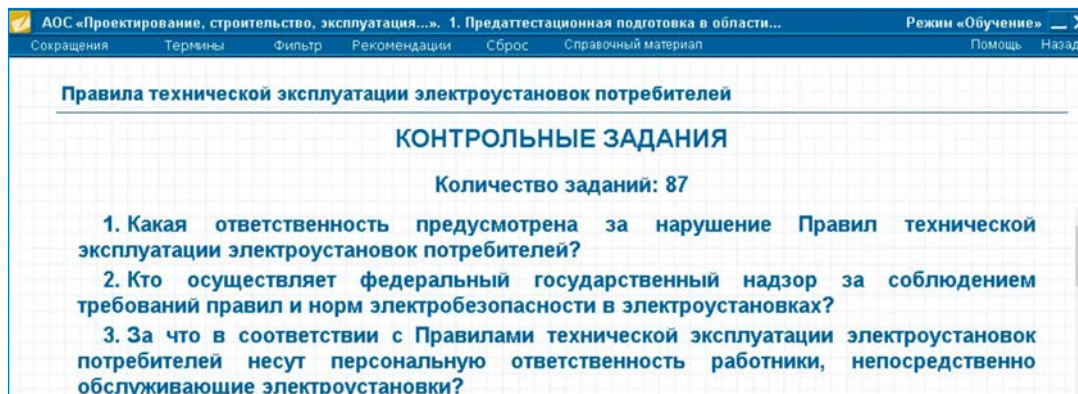 АОС «Проектирование, строительство, эксплуатация...». 1. Предаттестационная подготовка в области... Режим «Обучение»
Сокращения Термины Фильтр Рекомендации Сброс Справочный материал Помощь Назад
Правила технической эксплуатации электроустановок потребителей
КОНТРОЛЬНЫЕ ЗАДАНИЯ
Количество заданий: 87
1. Какая ответственность предусмотрена за нарушение Правил технической
эксплуатации электроустановок потребителей?
2. Кто осуществляет федеральный государственный надзор за соблюдением
требований правил и норм электробезопасности в электроустановках?
3. За что в соответствии с Правилами технической эксплуатации электроустановок
потребителей несут персональную ответственность работники, непосредственно
обслуживающие электроустановки?